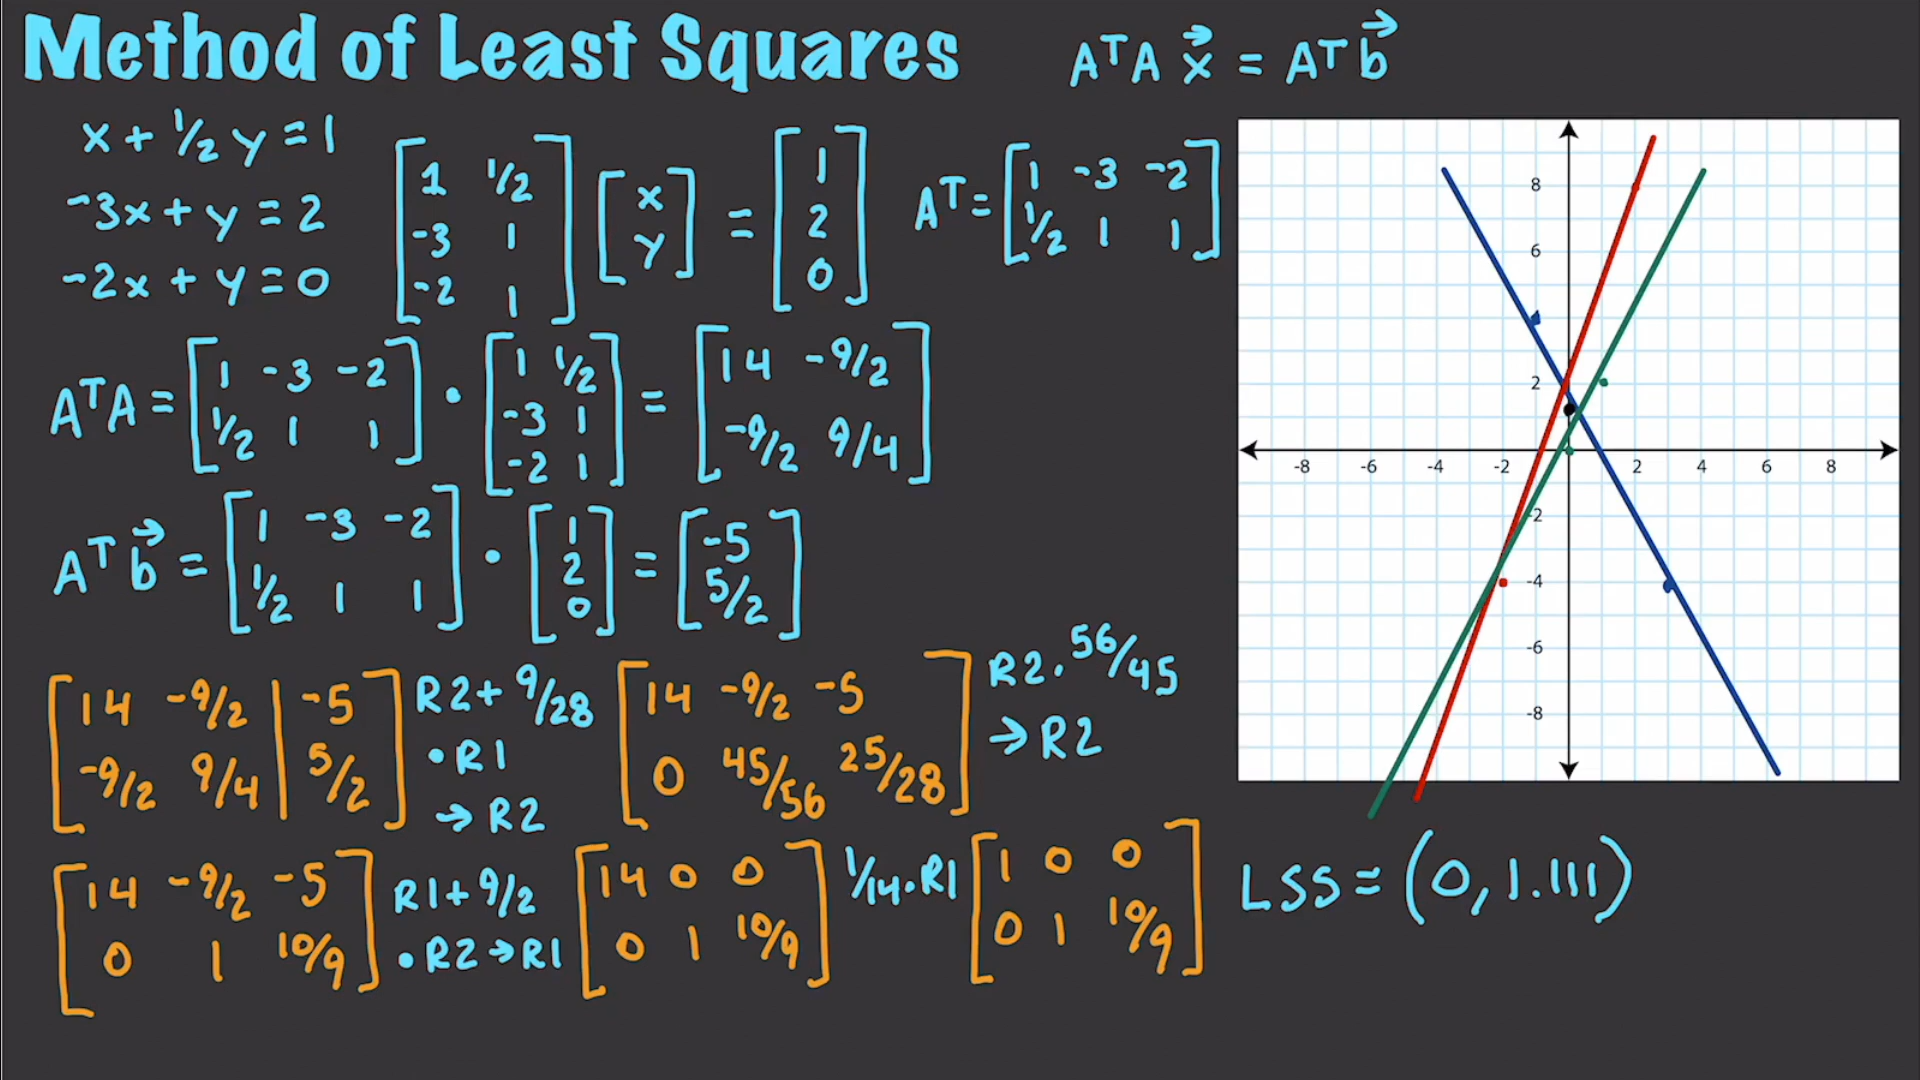 Method of Least Squares
AᵀA x⃗ = Aᵀ b⃗
x + 1/2 y = 1
-3x + y = 2
-2x + y = 0
[1 1/2; -3 1; -2 1] [x; y] = [1; 2; 0]
Aᵀ = [1 -3 -2; 1/2 1 1]
AᵀA = [1 -3 -2; 1/2 1 1] • [1 1/2; -3 1; -2 1] = [14 -9/2; -9/2 9/4]
Aᵀ b⃗ = [1 -3 -2; 1/2 1 1] • [1; 2; 0] = [-5; 5/2]
[14 -9/2 | -5; -9/2 9/4 | 5/2]
R2 + 9/28
• R1
→ R2
[14 -9/2 -5; 0 45/56 25/28]
R2 • 56/45
→ R2
[14 -9/2 -5; 0 1 10/9]
R1 + 9/2
• R2 → R1
[14 0 0; 0 1 10/9]
1/14 • R1
[1 0 0; 0 1 10/9]
8
6
2
-8 -6 -4 -2 2 4 6 8
-2
-4
-6
-8
LSS = (0, 1.111)